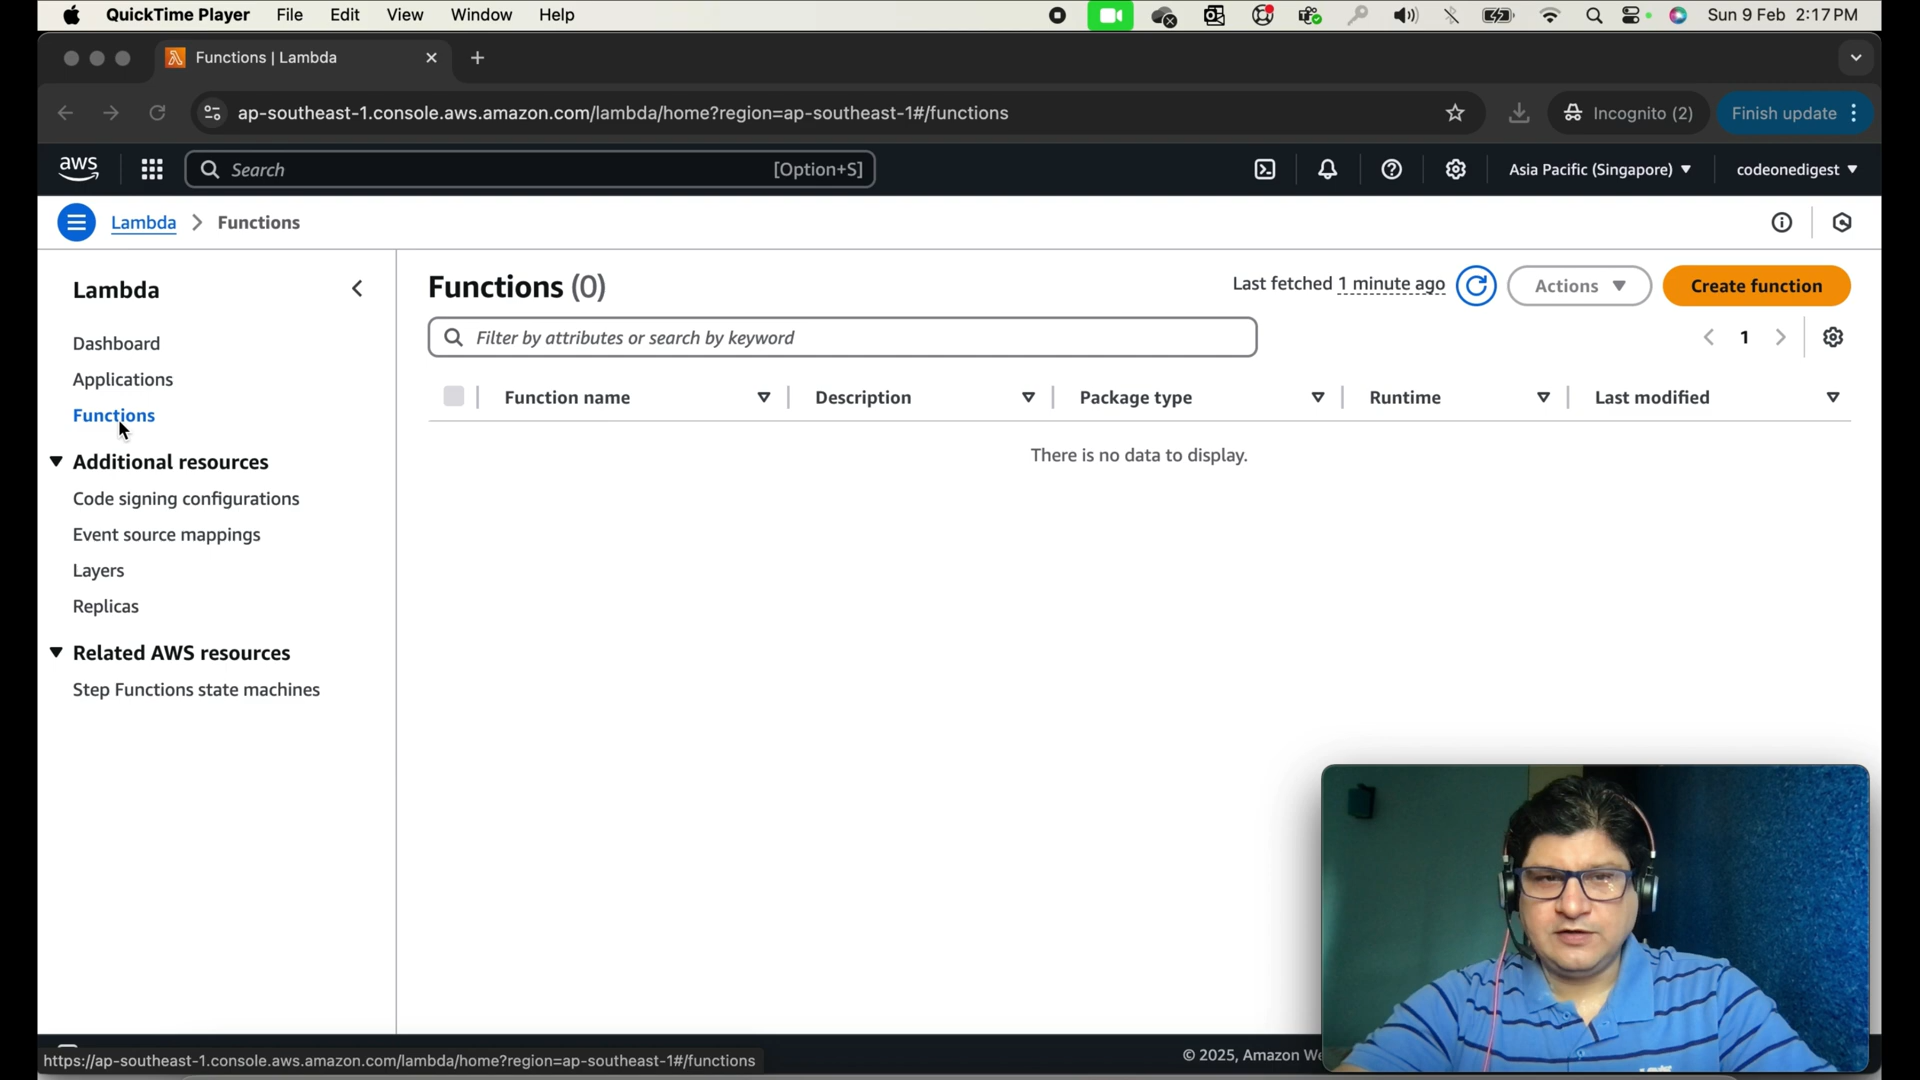 QuickTime Player File Edit View Window Help Sun 9 Feb 2:17 PM
Functions | Lambda
ap-southeast-1.console.aws.amazon.com/lambda/home?region=ap-southeast-1#/functions Incognito (2) Finish update
aws Search [Option+S] Asia Pacific (Singapore) codeonedigest
Lambda Functions
Lambda
Dashboard
Applications
Functions
Additional resources
Code signing configurations
Event source mappings
Layers
Replicas
Related AWS resources
Step Functions state machines
Functions (0) Last fetched 1 minute ago Actions Create function
Filter by attributes or search by keyword 1
Function name Description Package type Runtime Last modified
There is no data to display.
https://ap-southeast-1.console.aws.amazon.com/lambda/home?region=ap-southeast-1#/functions
© 2025, Amazon